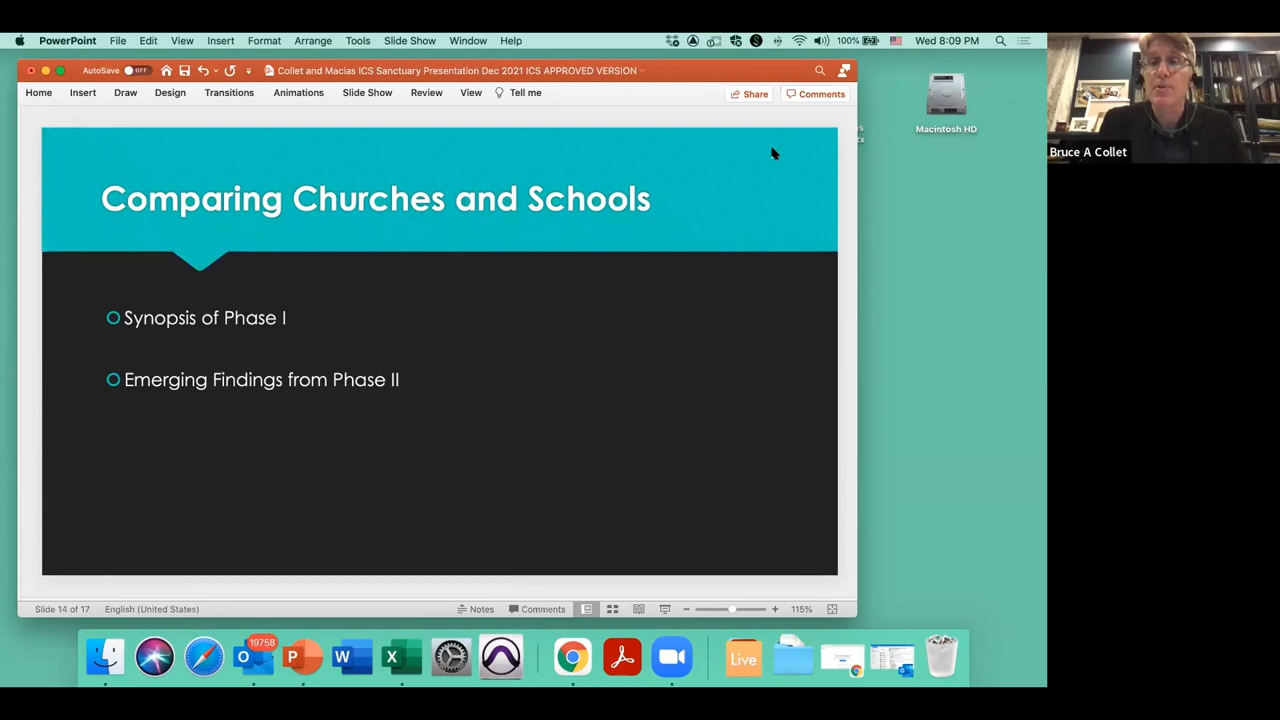 PowerPoint File Edit View Insert Format Arrange Tools Slide Show Window Help 100% Wed 8:09 PM
AutoSave OFF Collet and Macias ICS Sanctuary Presentation Dec 2021 ICS APPROVED VERSION
Home Insert Draw Design Transitions Animations Slide Show Review View Tell me Share Comments
Macintosh HD
Bruce A Collet
Comparing Churches and Schools
Synopsis of Phase I
Emerging Findings from Phase II
Slide 14 of 17 English (United States) Notes Comments 115%
19758
Live